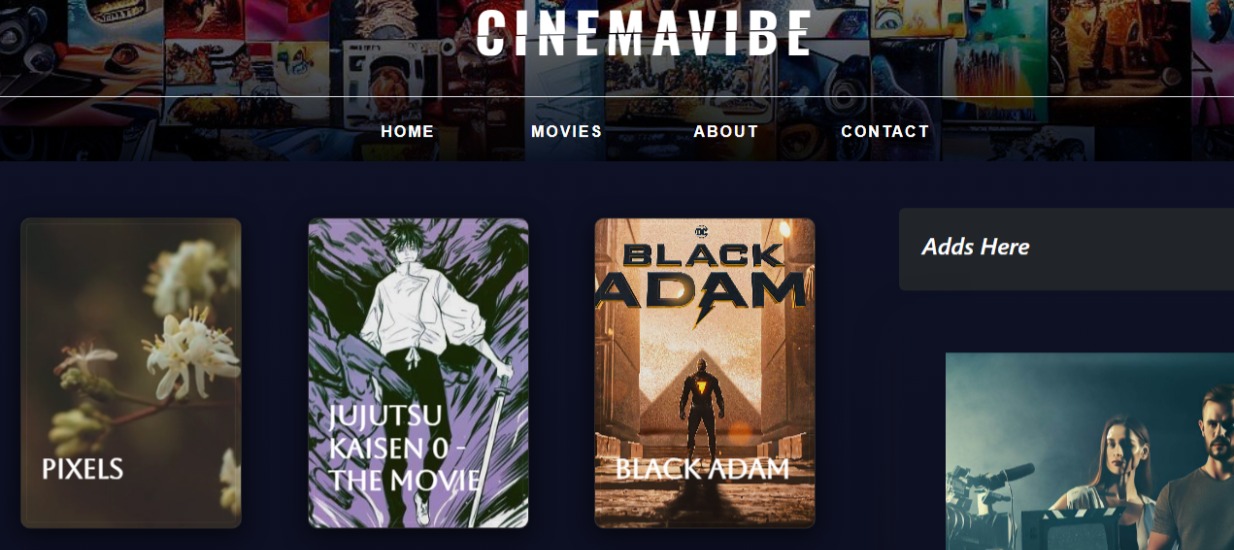 CINEMAVIBE
HOME MOVIES ABOUT CONTACT
PIXELS
JUJUTSU
KAISEN 0 -
THE MOVIE
DC
BLACK
ADAM
BLACK ADAM
Adds Here